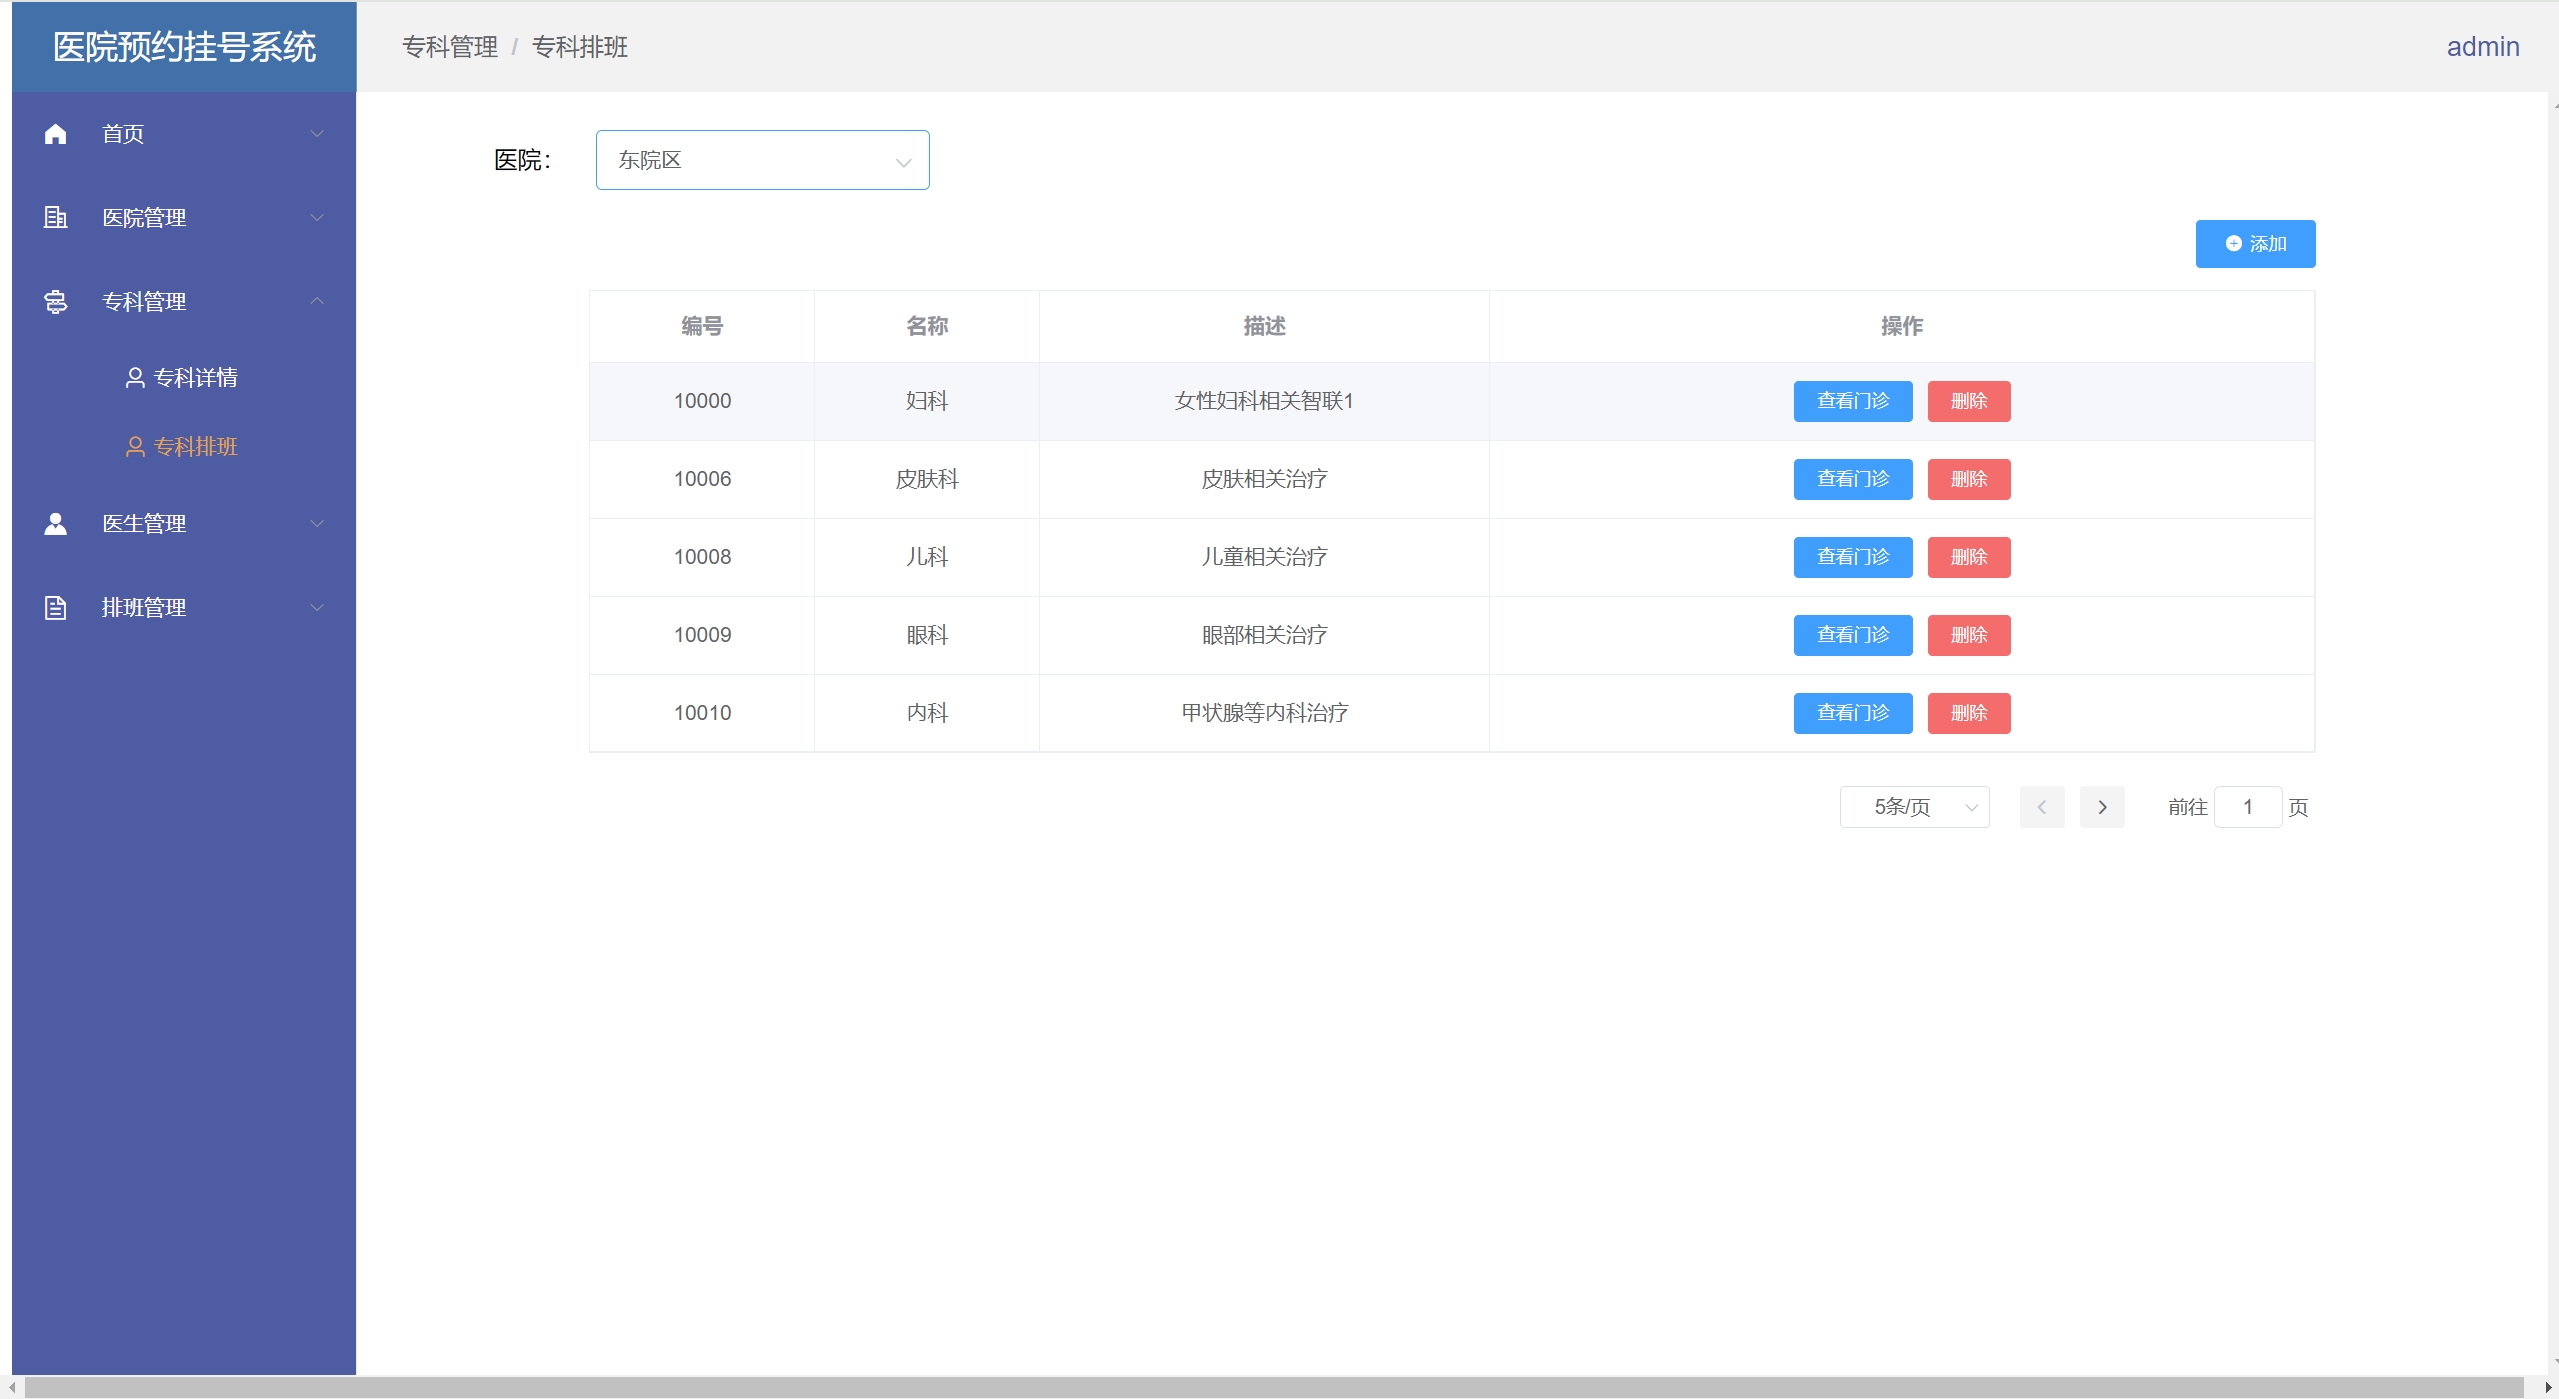 医院预约挂号系统
专科管理 / 专科排班
admin
首页
医院管理
专科管理
专科详情
专科排班
医生管理
排班管理
医院：
东院区
添加
编号 名称 描述 操作
10000 妇科 女性妇科相关智联1 查看门诊 删除
10006 皮肤科 皮肤相关治疗 查看门诊 删除
10008 儿科 儿童相关治疗 查看门诊 删除
10009 眼科 眼部相关治疗 查看门诊 删除
10010 内科 甲状腺等内科治疗 查看门诊 删除
5条/页 前往 1 页